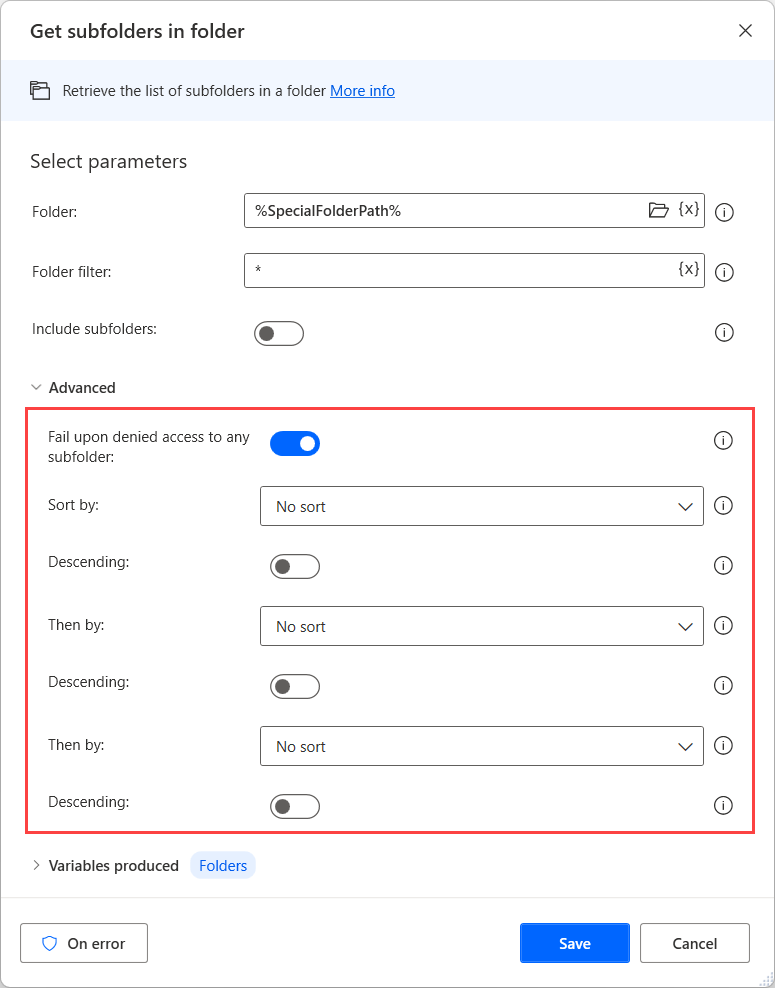 Get subfolders in folder
Retrieve the list of subfolders in a folder More info
Select parameters
Folder:
%SpecialFolderPath%
{x}
Folder filter:
*
{x}
Include subfolders:
Advanced
Fail upon denied access to any
subfolder:
Sort by:
No sort
Descending:
Then by:
No sort
Descending:
Then by:
No sort
Descending:
Variables produced Folders
On error
Save
Cancel